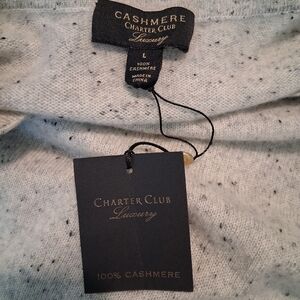 CASHMERE
CHARTER CLUB
Luxury
L
100%
CASHMERE
MADE IN
CHINA
CHARTER CLUB
Luxury
100% CASHMERE